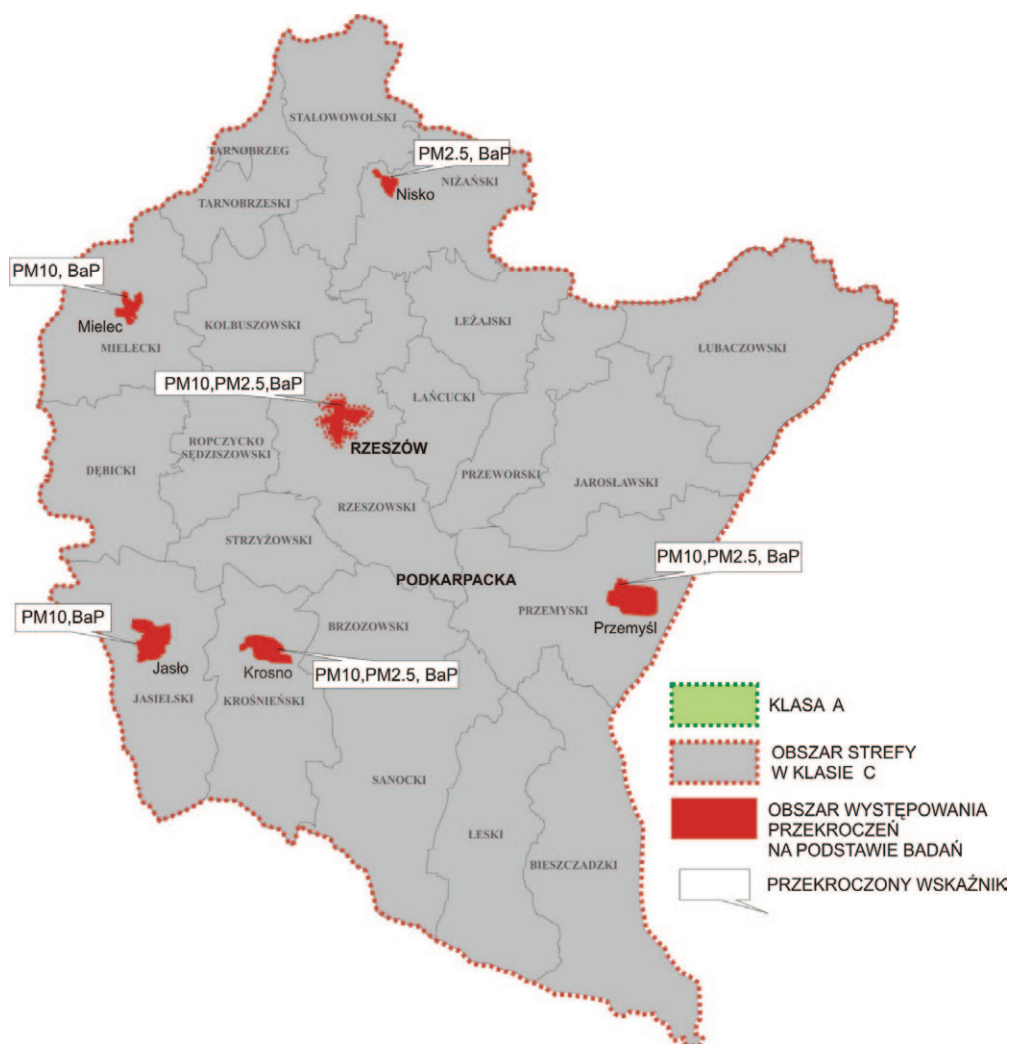 STALOWOWOLSKI
TARNOBRZEG
PM2.5, BaP
NIŻAŃSKI
Nisko
TARNOBRZESKI
PM10, BaP
Mielec
MIELECKI
KOLBUSZOWSKI
LEŻAJSKI
LUBACZOWSKI
PM10,PM2.5,BaP
ŁAŃCUCKI
RZESZÓW
ROPCZYCKO
SĘDZISZOWSKI
DĘBICKI
PRZEWORSKI
JAROSŁAWSKI
RZESZOWSKI
STRZYŻOWSKI
PODKARPACKA
PM10,PM2.5, BaP
PRZEMYSKI
Przemyśl
PM10,BaP
Jasło
JASIELSKI
BRZOZOWSKI
Krosno
PM10,PM2.5, BaP
KROŚNIEŃSKI
SANOCKI
LESKI
BIESZCZADZKI
KLASA A
OBSZAR STREFY
W KLASIE C
OBSZAR WYSTĘPOWANIA
PRZEKROCZEŃ
NA PODSTAWIE BADAŃ
PRZEKROCZONY WSKAŹNIK